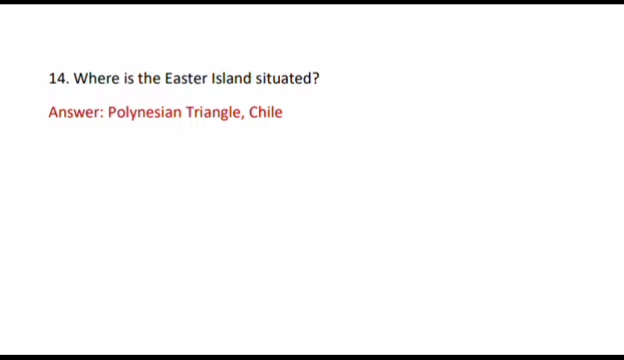 14. Where is the Easter Island situated?
Answer: Polynesian Triangle, Chile